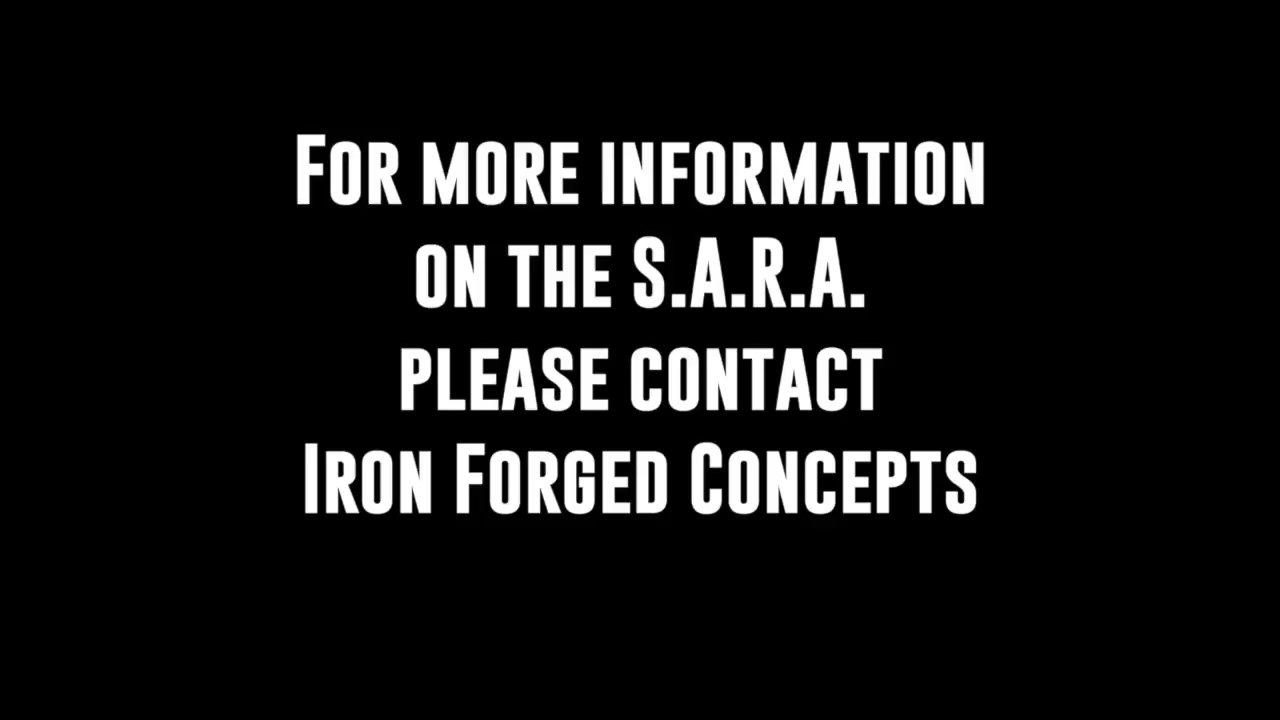 For more information
on the S.A.R.A.
please contact
Iron Forged Concepts